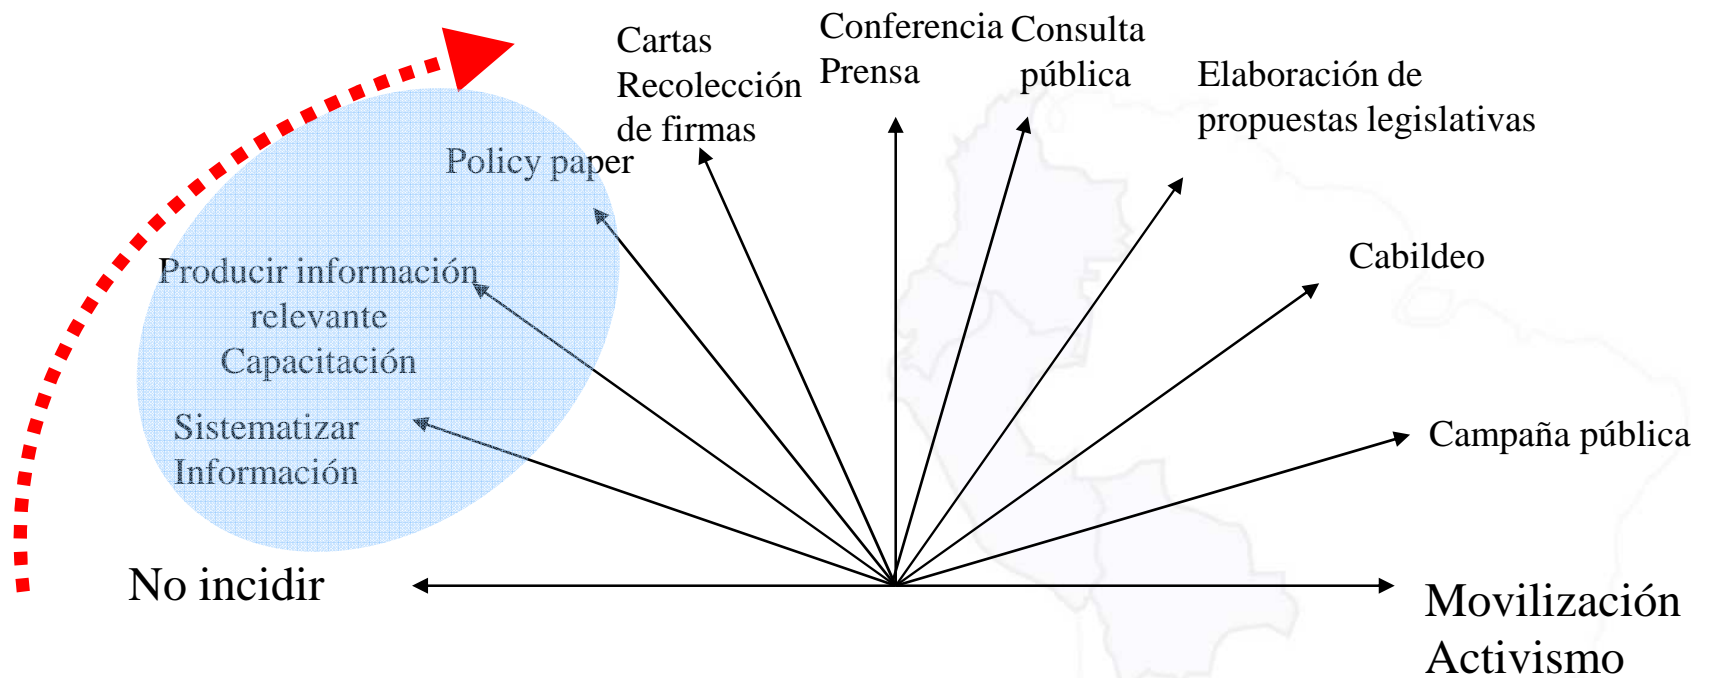 Cartas
Recolección
de firmas
Conferencia
Prensa
Consulta
pública
Elaboración de
propuestas legislativas
Policy paper
Producir información
relevante
Capacitación
Sistematizar
Información
Cabildeo
Campaña pública
No incidir
Movilización
Activismo